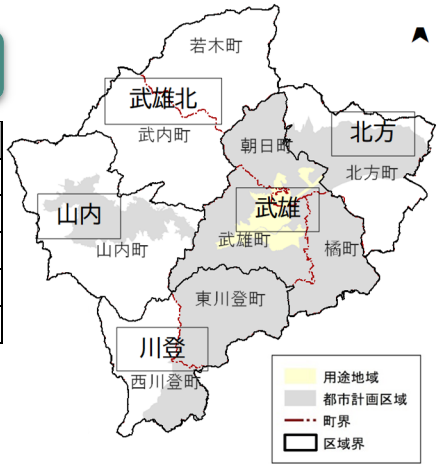 若木町
武雄北
武内町
朝日町
北方
北方町
山内
山内町
武雄
武雄町
橘町
東川登町
川登
西川登町
用途地域
都市計画区域
町界
区域界